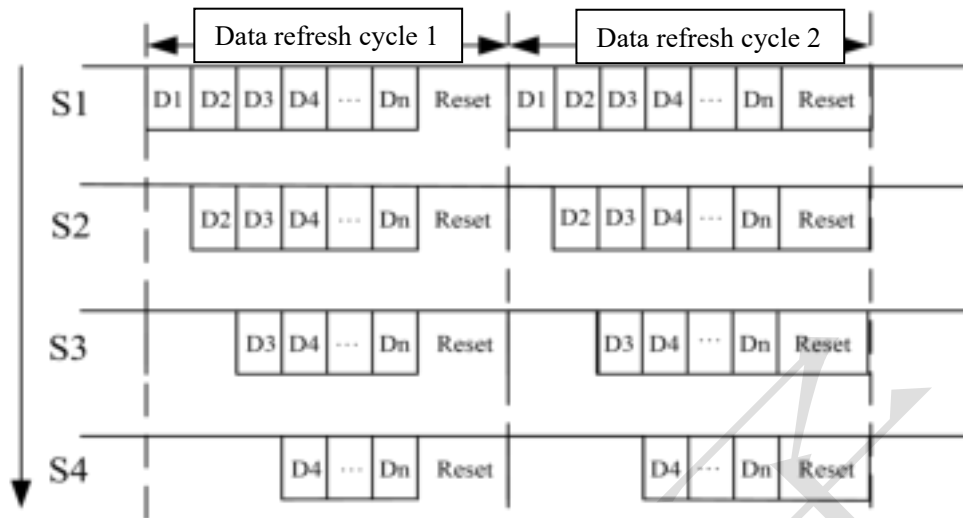 Data refresh cycle 1 Data refresh cycle 2
S1 D1 D2 D3 D4 ... Dn Reset D1 D2 D3 D4 ... Dn Reset
S2 D2 D3 D4 ... Dn Reset D2 D3 D4 ... Dn Reset
S3 D3 D4 ... Dn Reset D3 D4 ... Dn Reset
S4 D4 ... Dn Reset D4 ... Dn Reset